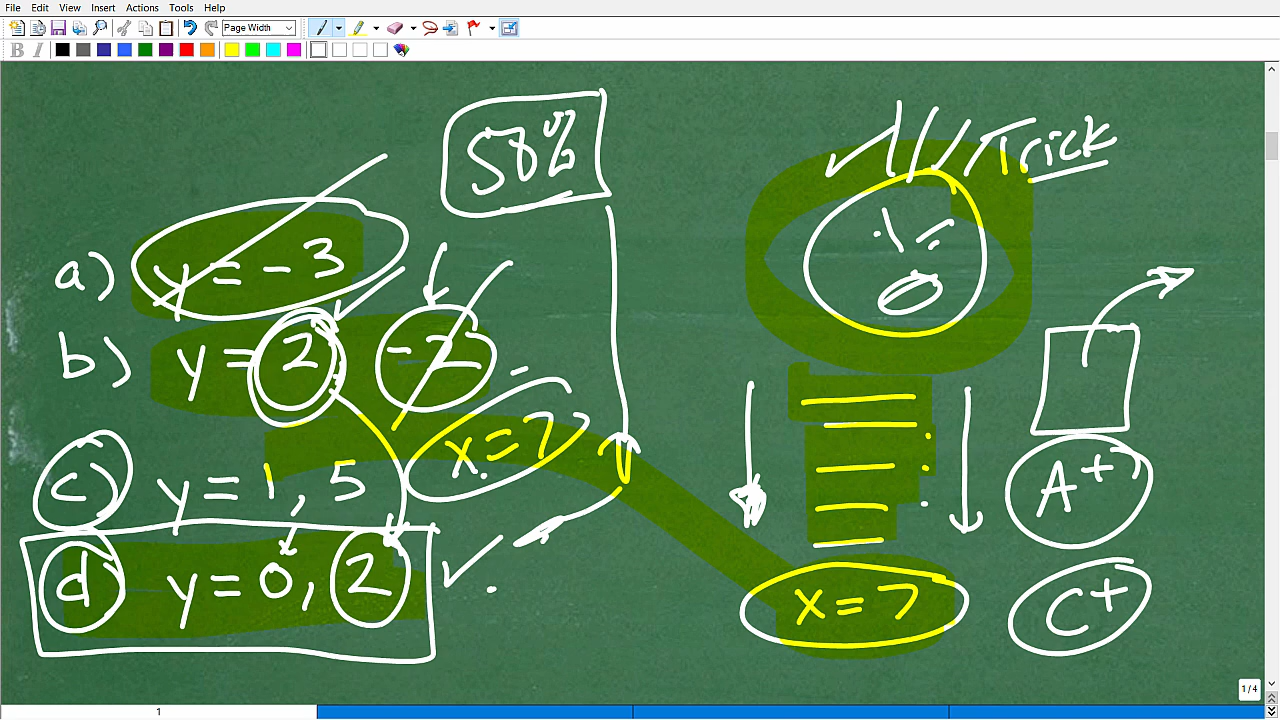 File Edit View Insert Actions Tools Help
Page Width
B I
58%
Trick
a) y = - 3
b) y = 2, -2
x = 7
c) y = 1, 5
d y = 0, 2
A+
x = 7
C+
1/4
1